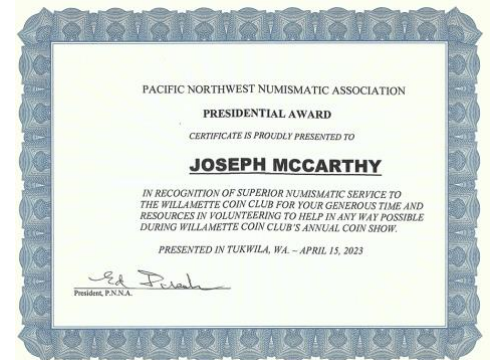 PACIFIC NORTHWEST NUMISMATIC ASSOCIATION
PRESIDENTIAL AWARD
CERTIFICATE IS PROUDLY PRESENTED TO
JOSEPH MCCARTHY
IN RECOGNITION OF SUPERIOR NUMISMATIC SERVICE TO
THE WILLAMETTE COIN CLUB FOR YOUR GENEROUS TIME AND
RESOURCES IN VOLUNTEERING TO HELP IN ANY WAY POSSIBLE
DURING WILLAMETTE COIN CLUB'S ANNUAL COIN SHOW.
PRESENTED IN TUKWILA, WA. – APRIL 15, 2023
Ed
President, P.N.N.A.